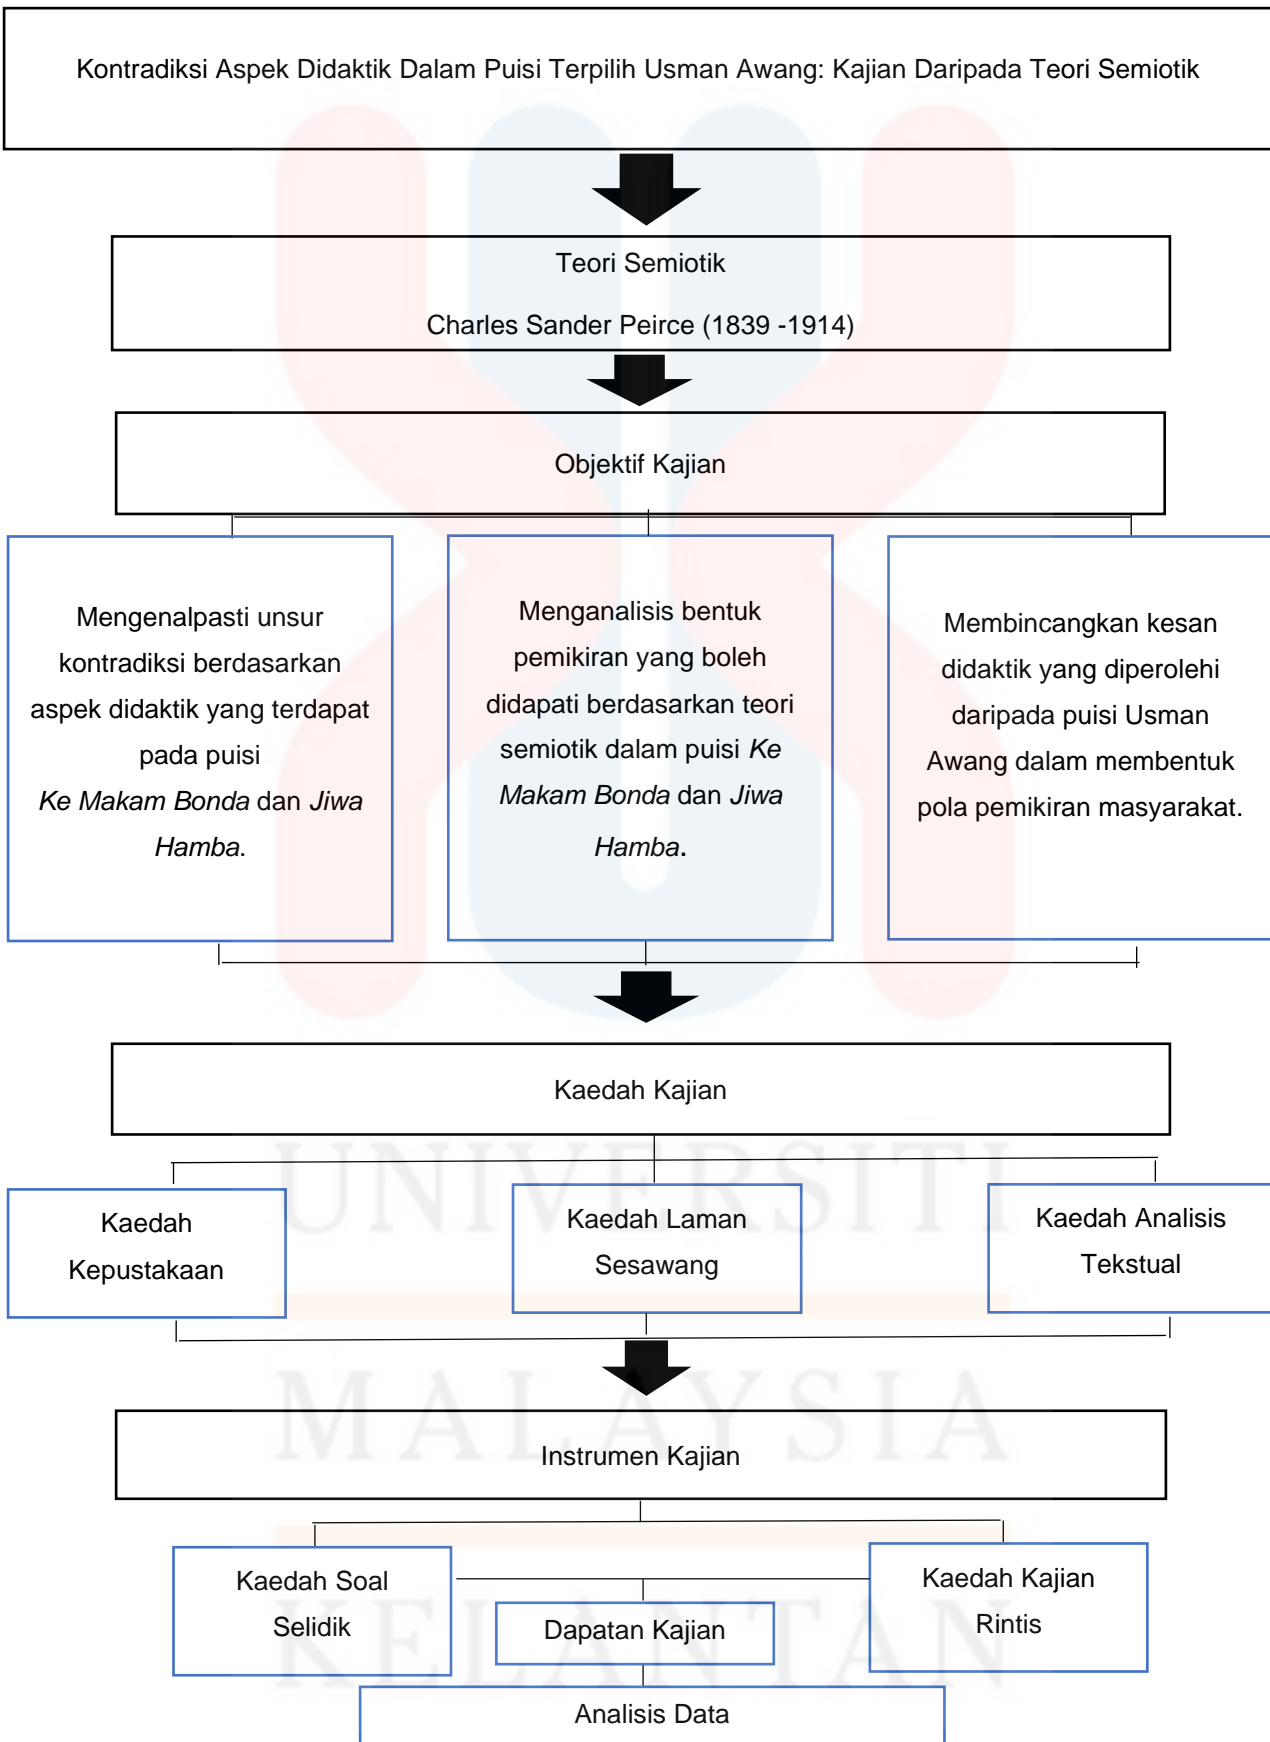 Kontradiksi Aspek Didaktik Dalam Puisi Terpilih Usman Awang: Kajian Daripada Teori Semiotik
Teori Semiotik
Charles Sander Peirce (1839 -1914)
Objektif Kajian
Mengenalpasti unsur
kontradiksi berdasarkan
aspek didaktik yang terdapat
pada puisi
Ke Makam Bonda dan Jiwa
Hamba.
Menganalisis bentuk
pemikiran yang boleh
didapati berdasarkan teori
semiotik dalam puisi Ke
Makam Bonda dan Jiwa
Hamba.
Membincangkan kesan
didaktik yang diperolehi
daripada puisi Usman
Awang dalam membentuk
pola pemikiran masyarakat.
Kaedah Kajian
UNIVERSITI
Kaedah
Kepustakaan
Kaedah Laman
Sesawang
Kaedah Analisis
Tekstual
MALAYSIA
Instrumen Kajian
Kaedah Soal
Selidik
Kaedah Kajian
Rintis
KELANTAN
Dapatan Kajian
Analisis Data